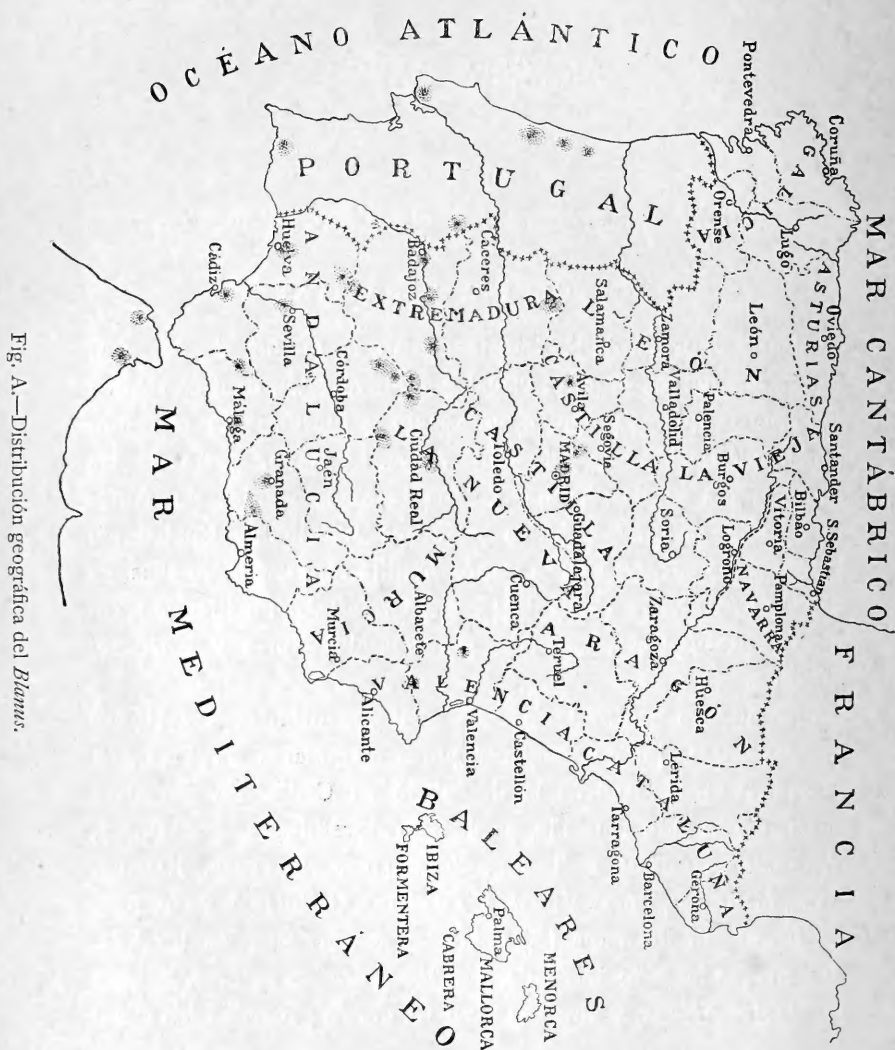 OCÉANO ATLÁNTICO
MAR CANTÁBRICO
FRANCIA
MAR MEDITERRÁNEO
PORTUGAL
GALICIA
Coruña
Lugo
Pontevedra
Orense
ASTURIAS
Oviedo
LEÓN
León
Zamora
Salamanca
CASTILLA LA VIEJA
Santander
Palencia
Burgos
Valladolid
Logroño
Soria
Segovia
Ávila
Bilbao
S. Sebastian
Vitoria
NAVARRA
Pamplona
ARAGÓN
Huesca
Zaragoza
Teruel
CATALUÑA
Lérida
Gerona
Barcelona
Tarragona
CASTILLA LA NUEVA
MADRID
Guadalajara
Toledo
Cuenca
Ciudad Real
EXTREMADURA
Cáceres
Badajoz
VALENCIA
Castellón
Valencia
Alicante
MURCIA
Albacete
Murcia
ANDALUCIA
Huelva
Sevilla
Córdoba
Jaén
Cádiz
Málaga
Granada
Almeria
BALEARES
MENORCA
MALLORCA
Palma
CABRERA
IBIZA
FORMENTERA
Fig. A.—Distribución geográfica del Blanus.